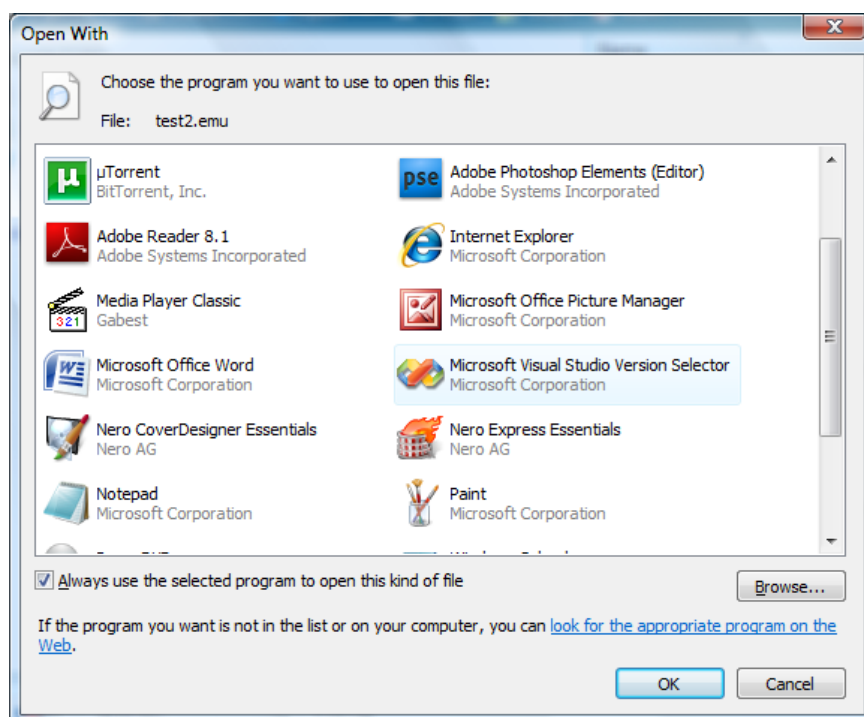 Open With
Choose the program you want to use to open this file:
File: test2.emu
µTorrent
BitTorrent, Inc.
pse
Adobe Photoshop Elements (Editor)
Adobe Systems Incorporated
Adobe Reader 8.1
Adobe Systems Incorporated
Internet Explorer
Microsoft Corporation
321
Media Player Classic
Gabest
Microsoft Office Picture Manager
Microsoft Corporation
Microsoft Office Word
Microsoft Corporation
Microsoft Visual Studio Version Selector
Microsoft Corporation
Nero CoverDesigner Essentials
Nero AG
Nero Express Essentials
Nero AG
Notepad
Microsoft Corporation
Paint
Microsoft Corporation
Always use the selected program to open this kind of file
Browse...
If the program you want is not in the list or on your computer, you can look for the appropriate program on the
Web.
OK
Cancel